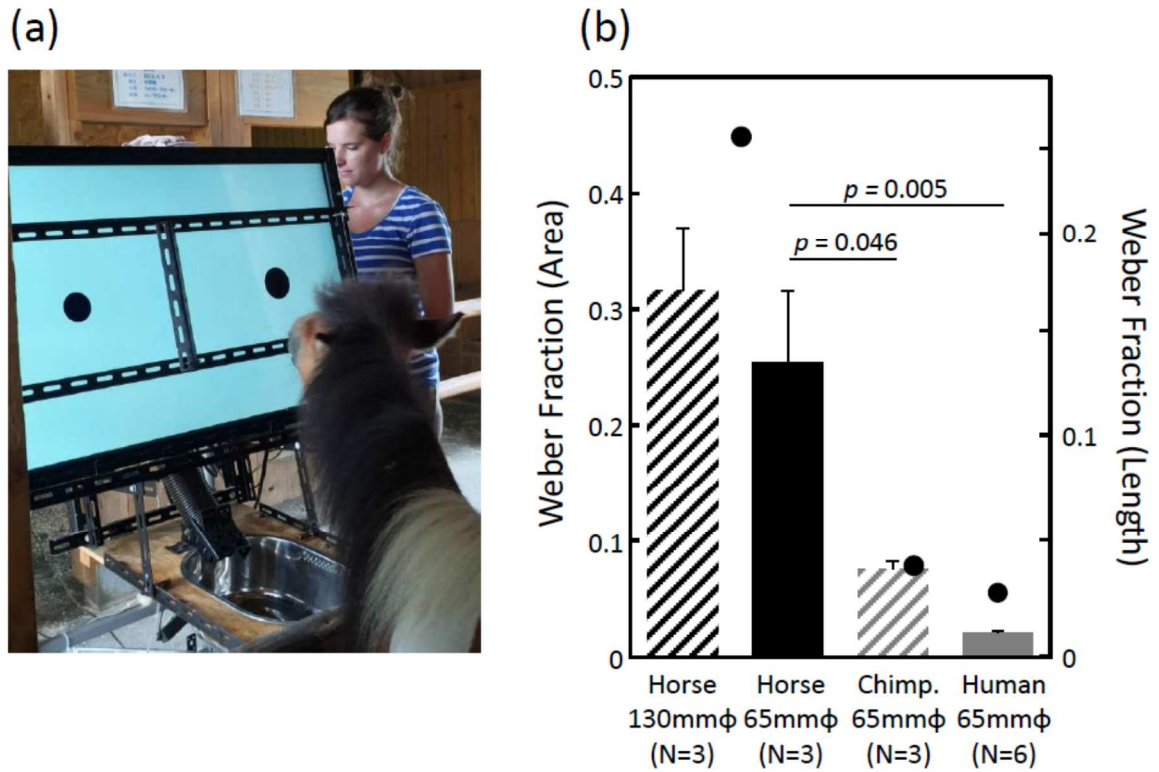 (a)
(b)
Weber Fraction (Area)
0.5
0.4
0.3
0.2
0.1
0
p = 0.005
p = 0.046
0.2
0.1
0
Weber Fraction (Length)
Horse Horse Chimp. Human
130mmϕ 65mmϕ 65mmϕ 65mmϕ
(N=3) (N=3) (N=3) (N=6)